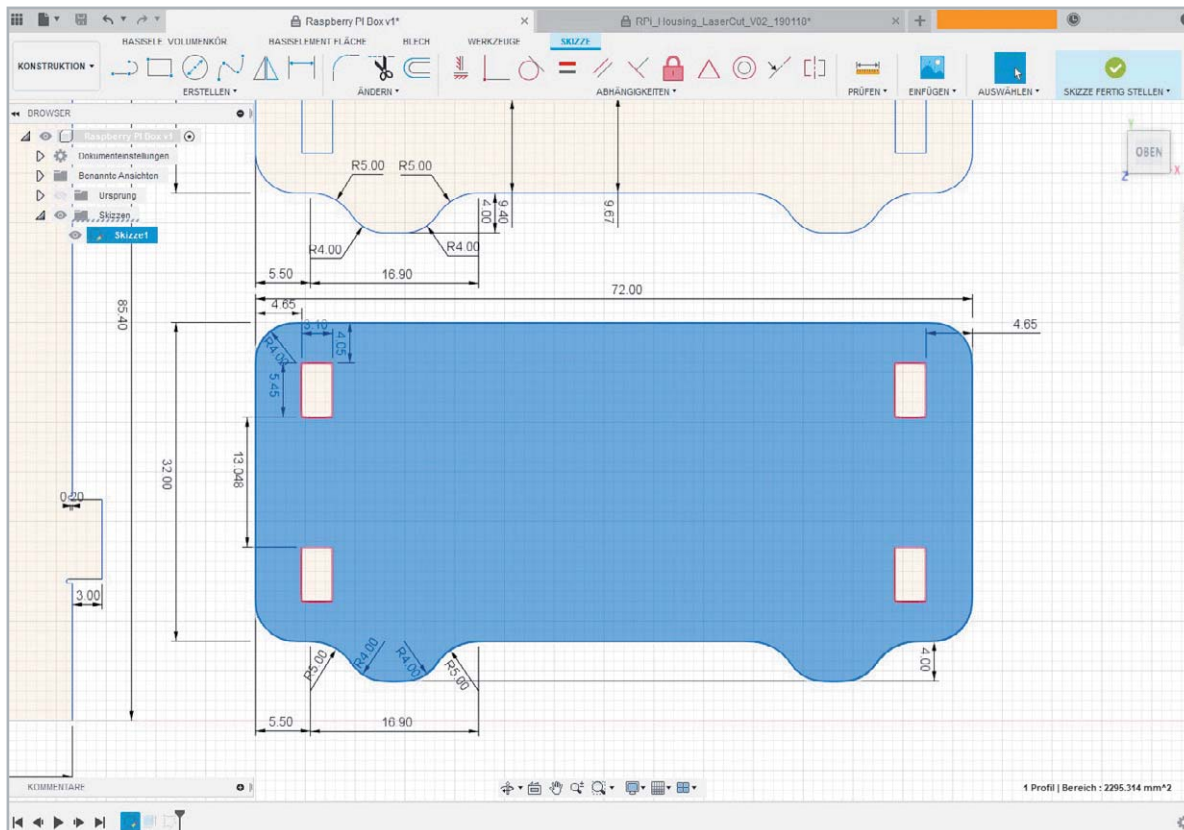 Raspberry Pi Box v1*
RPi_Housing_LaserCut_V02_190110*
BASISELE. VOLUMENKÖR
BASISELEMENT FLÄCHE
BLECH
WERKZEUGE
SKIZZE
KONSTRUKTION
ERSTELLEN
ÄNDERN
ABHÄNGIGKEITEN
PRÜFEN
EINFÜGEN
AUSWÄHLEN
SKIZZE FERTIG STELLEN
BROWSER
Raspberry PI Box v1
Dokumenteinstellungen
Benannte Ansichten
Ursprung
Skizzen
Skizze1
OBEN
Y
X
Z
R5.00
R5.00
4.00
9.40
9.67
R4.00
R4.00
5.50
16.90
72.00
4.65
4.05
4.65
R4.00
5.45
85.40
32.00
13.048
3.00
R5.00
R4.00
R4.00
R5.00
4.00
5.50
16.90
KOMMENTARE
1 Profil | Bereich : 2295.314 mm^2